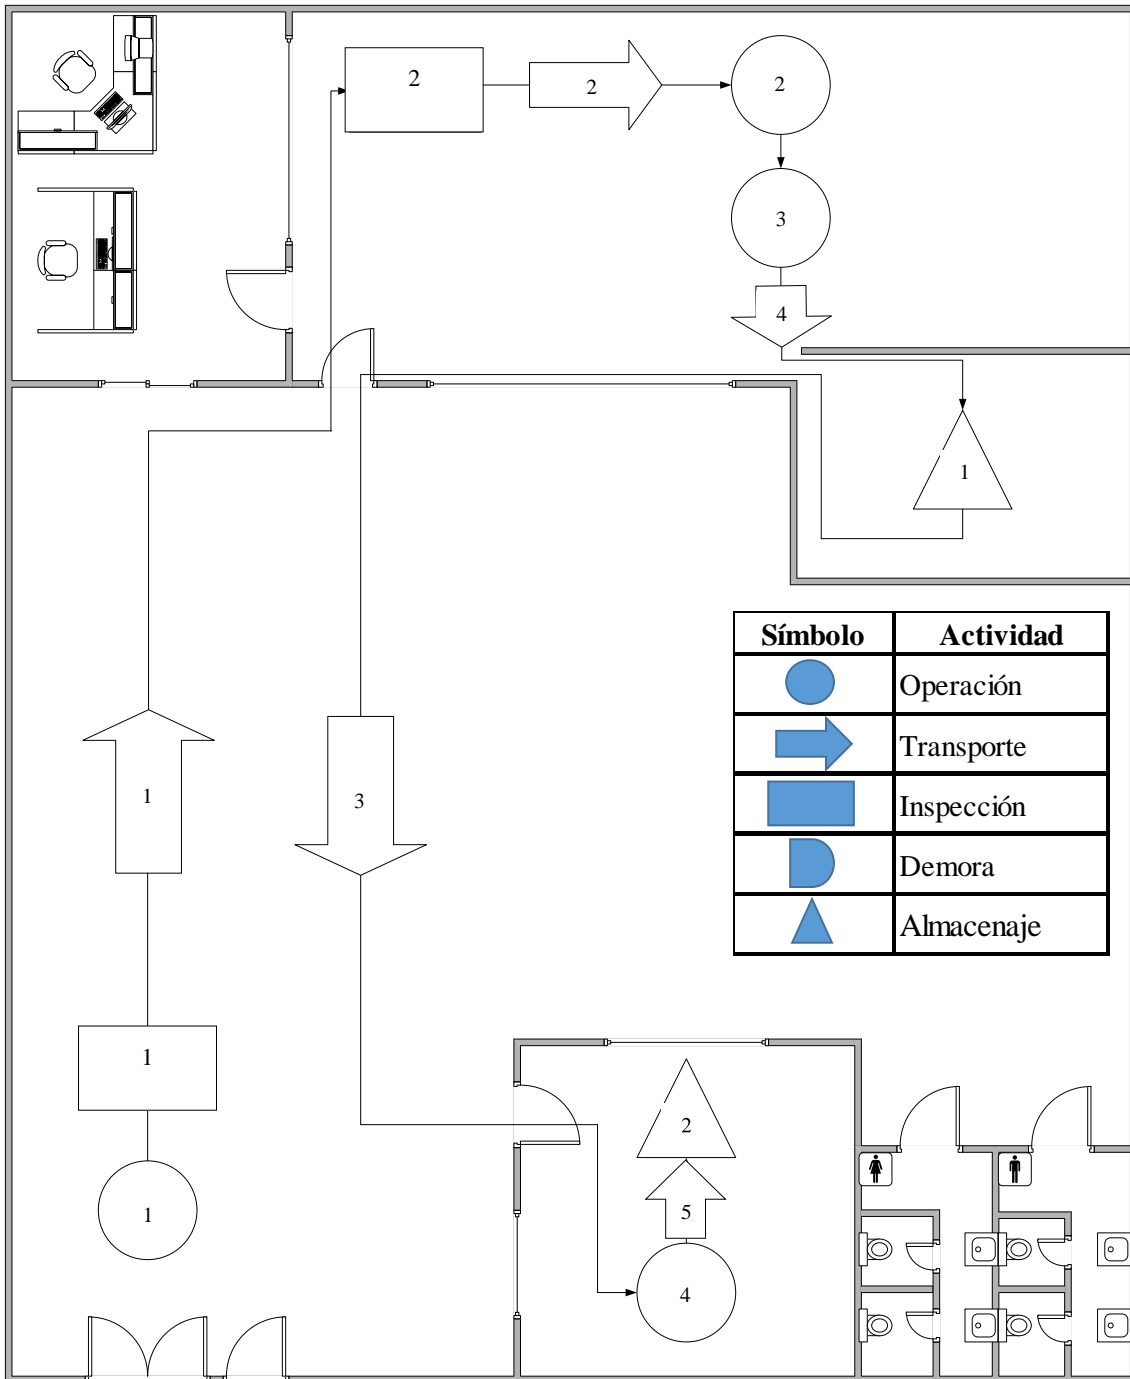 2
2
2
3
4
1
Símbolo Actividad
Operación
Transporte
Inspección
Demora
Almacenaje
1
3
1
2
5
1
4